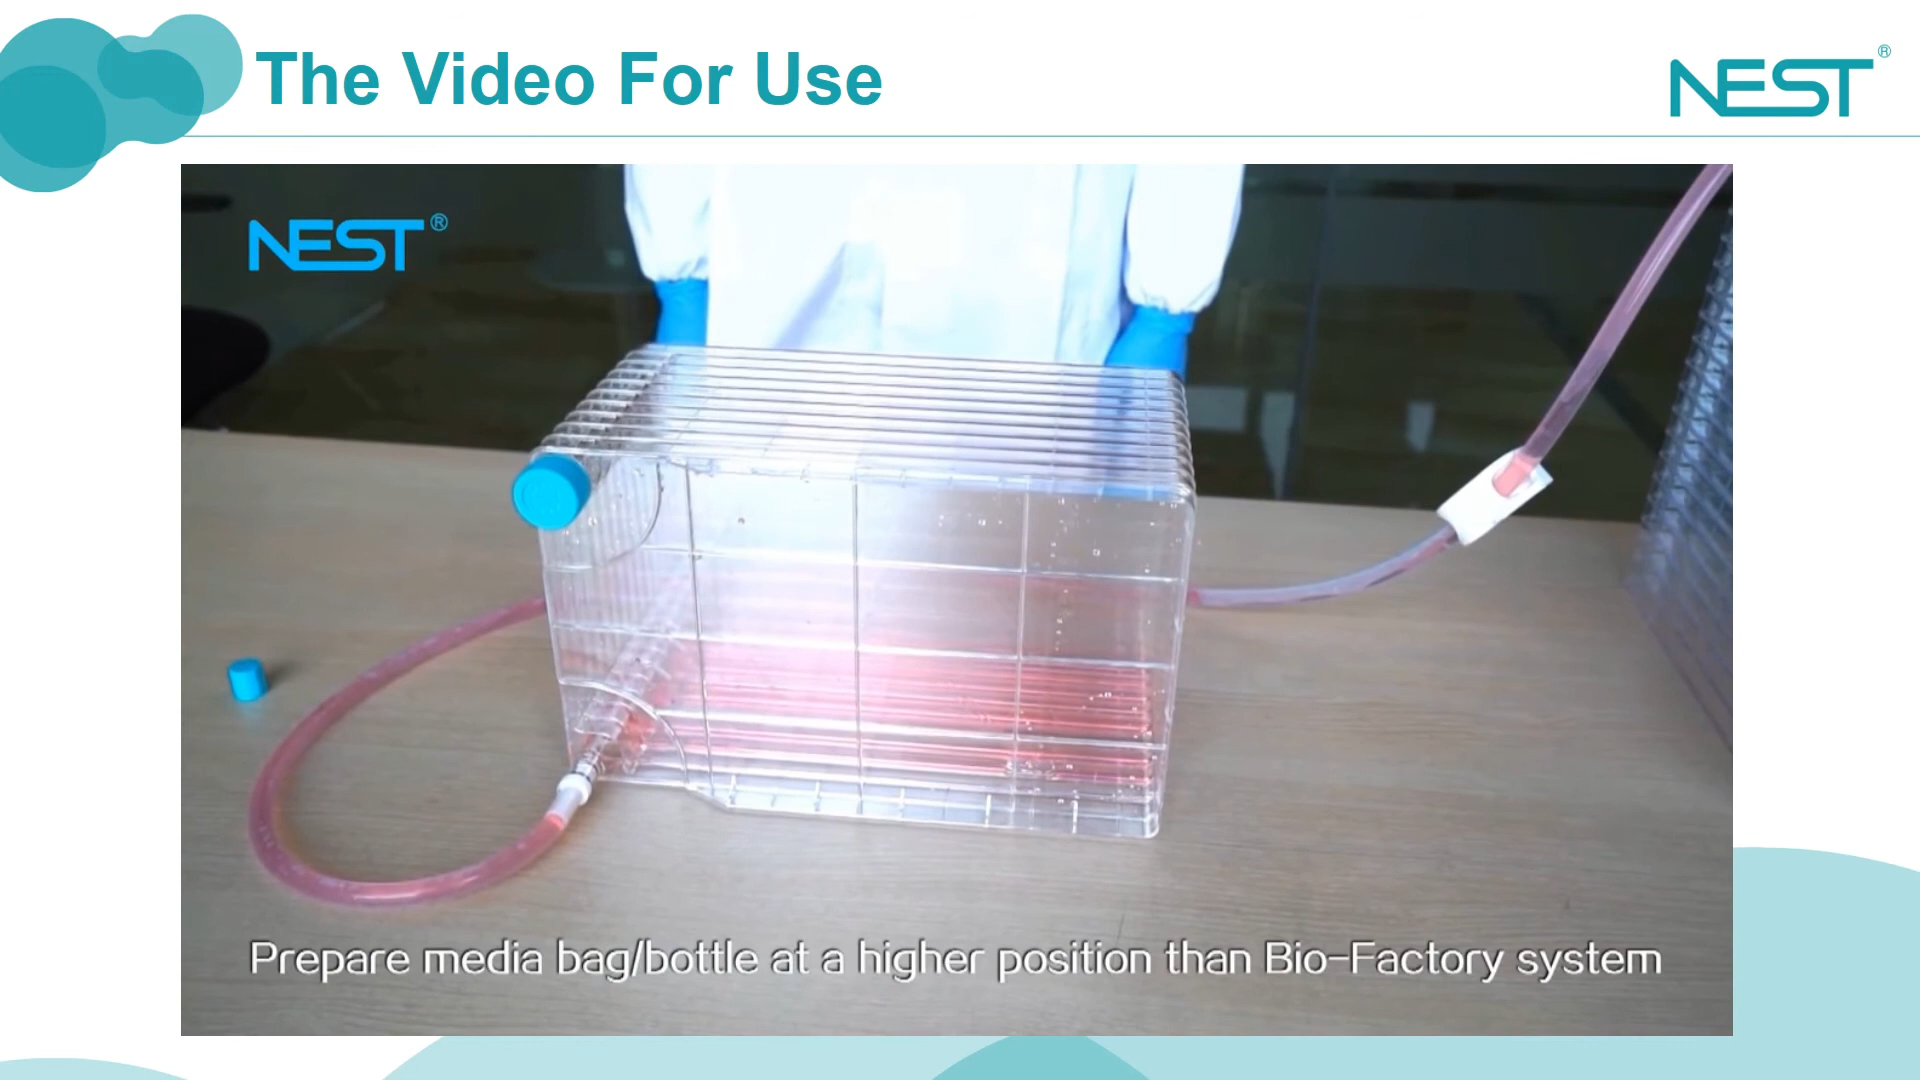 The Video For Use
NEST®
NEST®
Prepare media bag/bottle at a higher position than Bio-Factory system